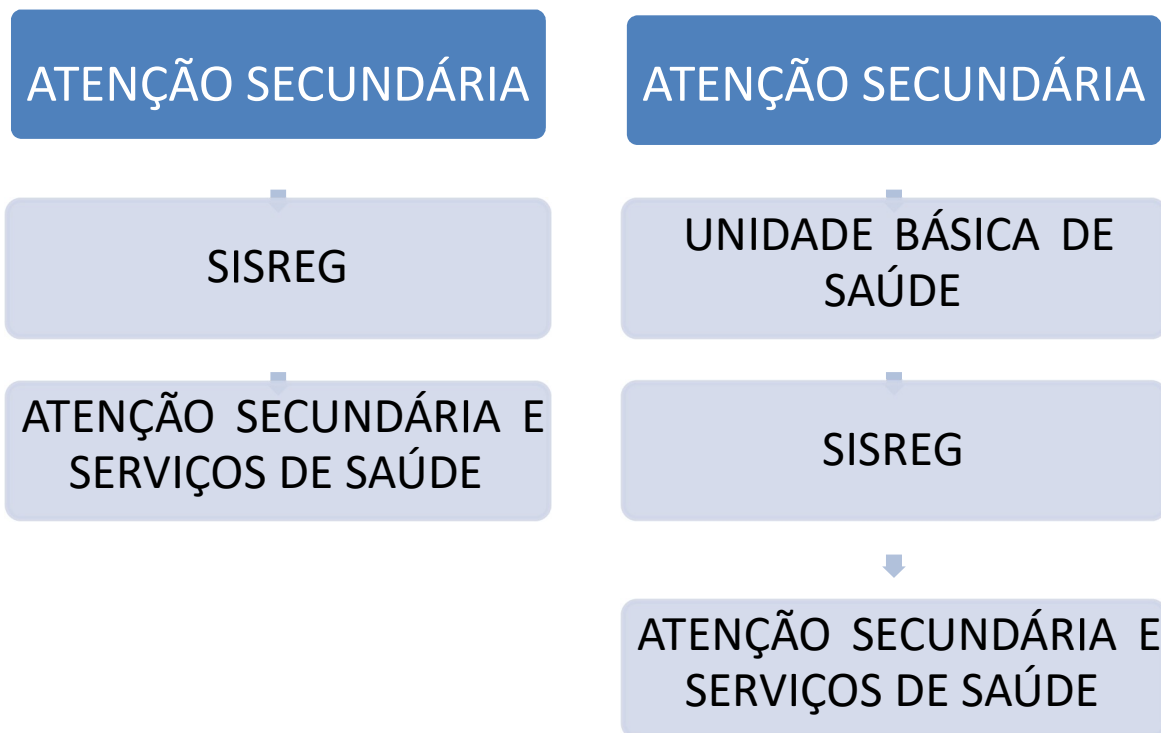 ATENÇÃO SECUNDÁRIA
SISREG
ATENÇÃO SECUNDÁRIA E
SERVIÇOS DE SAÚDE
ATENÇÃO SECUNDÁRIA
UNIDADE BÁSICA DE
SAÚDE
SISREG
ATENÇÃO SECUNDÁRIA E
SERVIÇOS DE SAÚDE